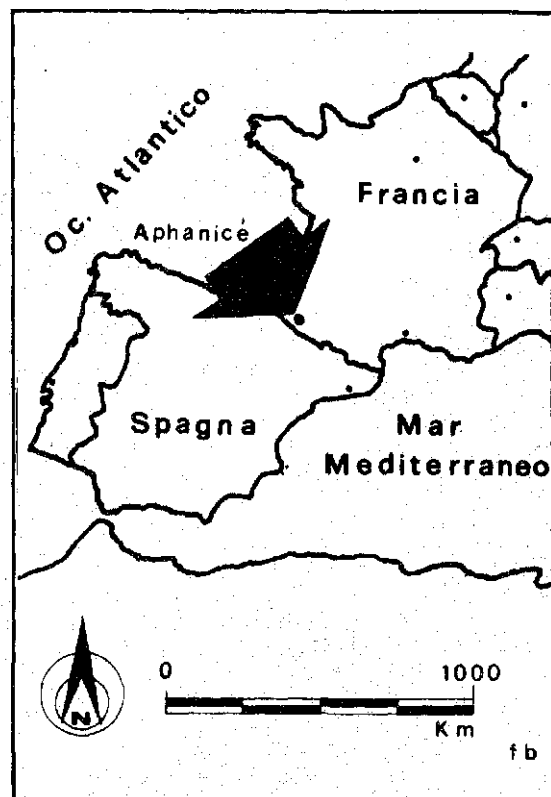 Oc. Atlantico
Francia
Aphanicé
Spagna
Mar
Mediterraneo
N
0 1000
Km
fb